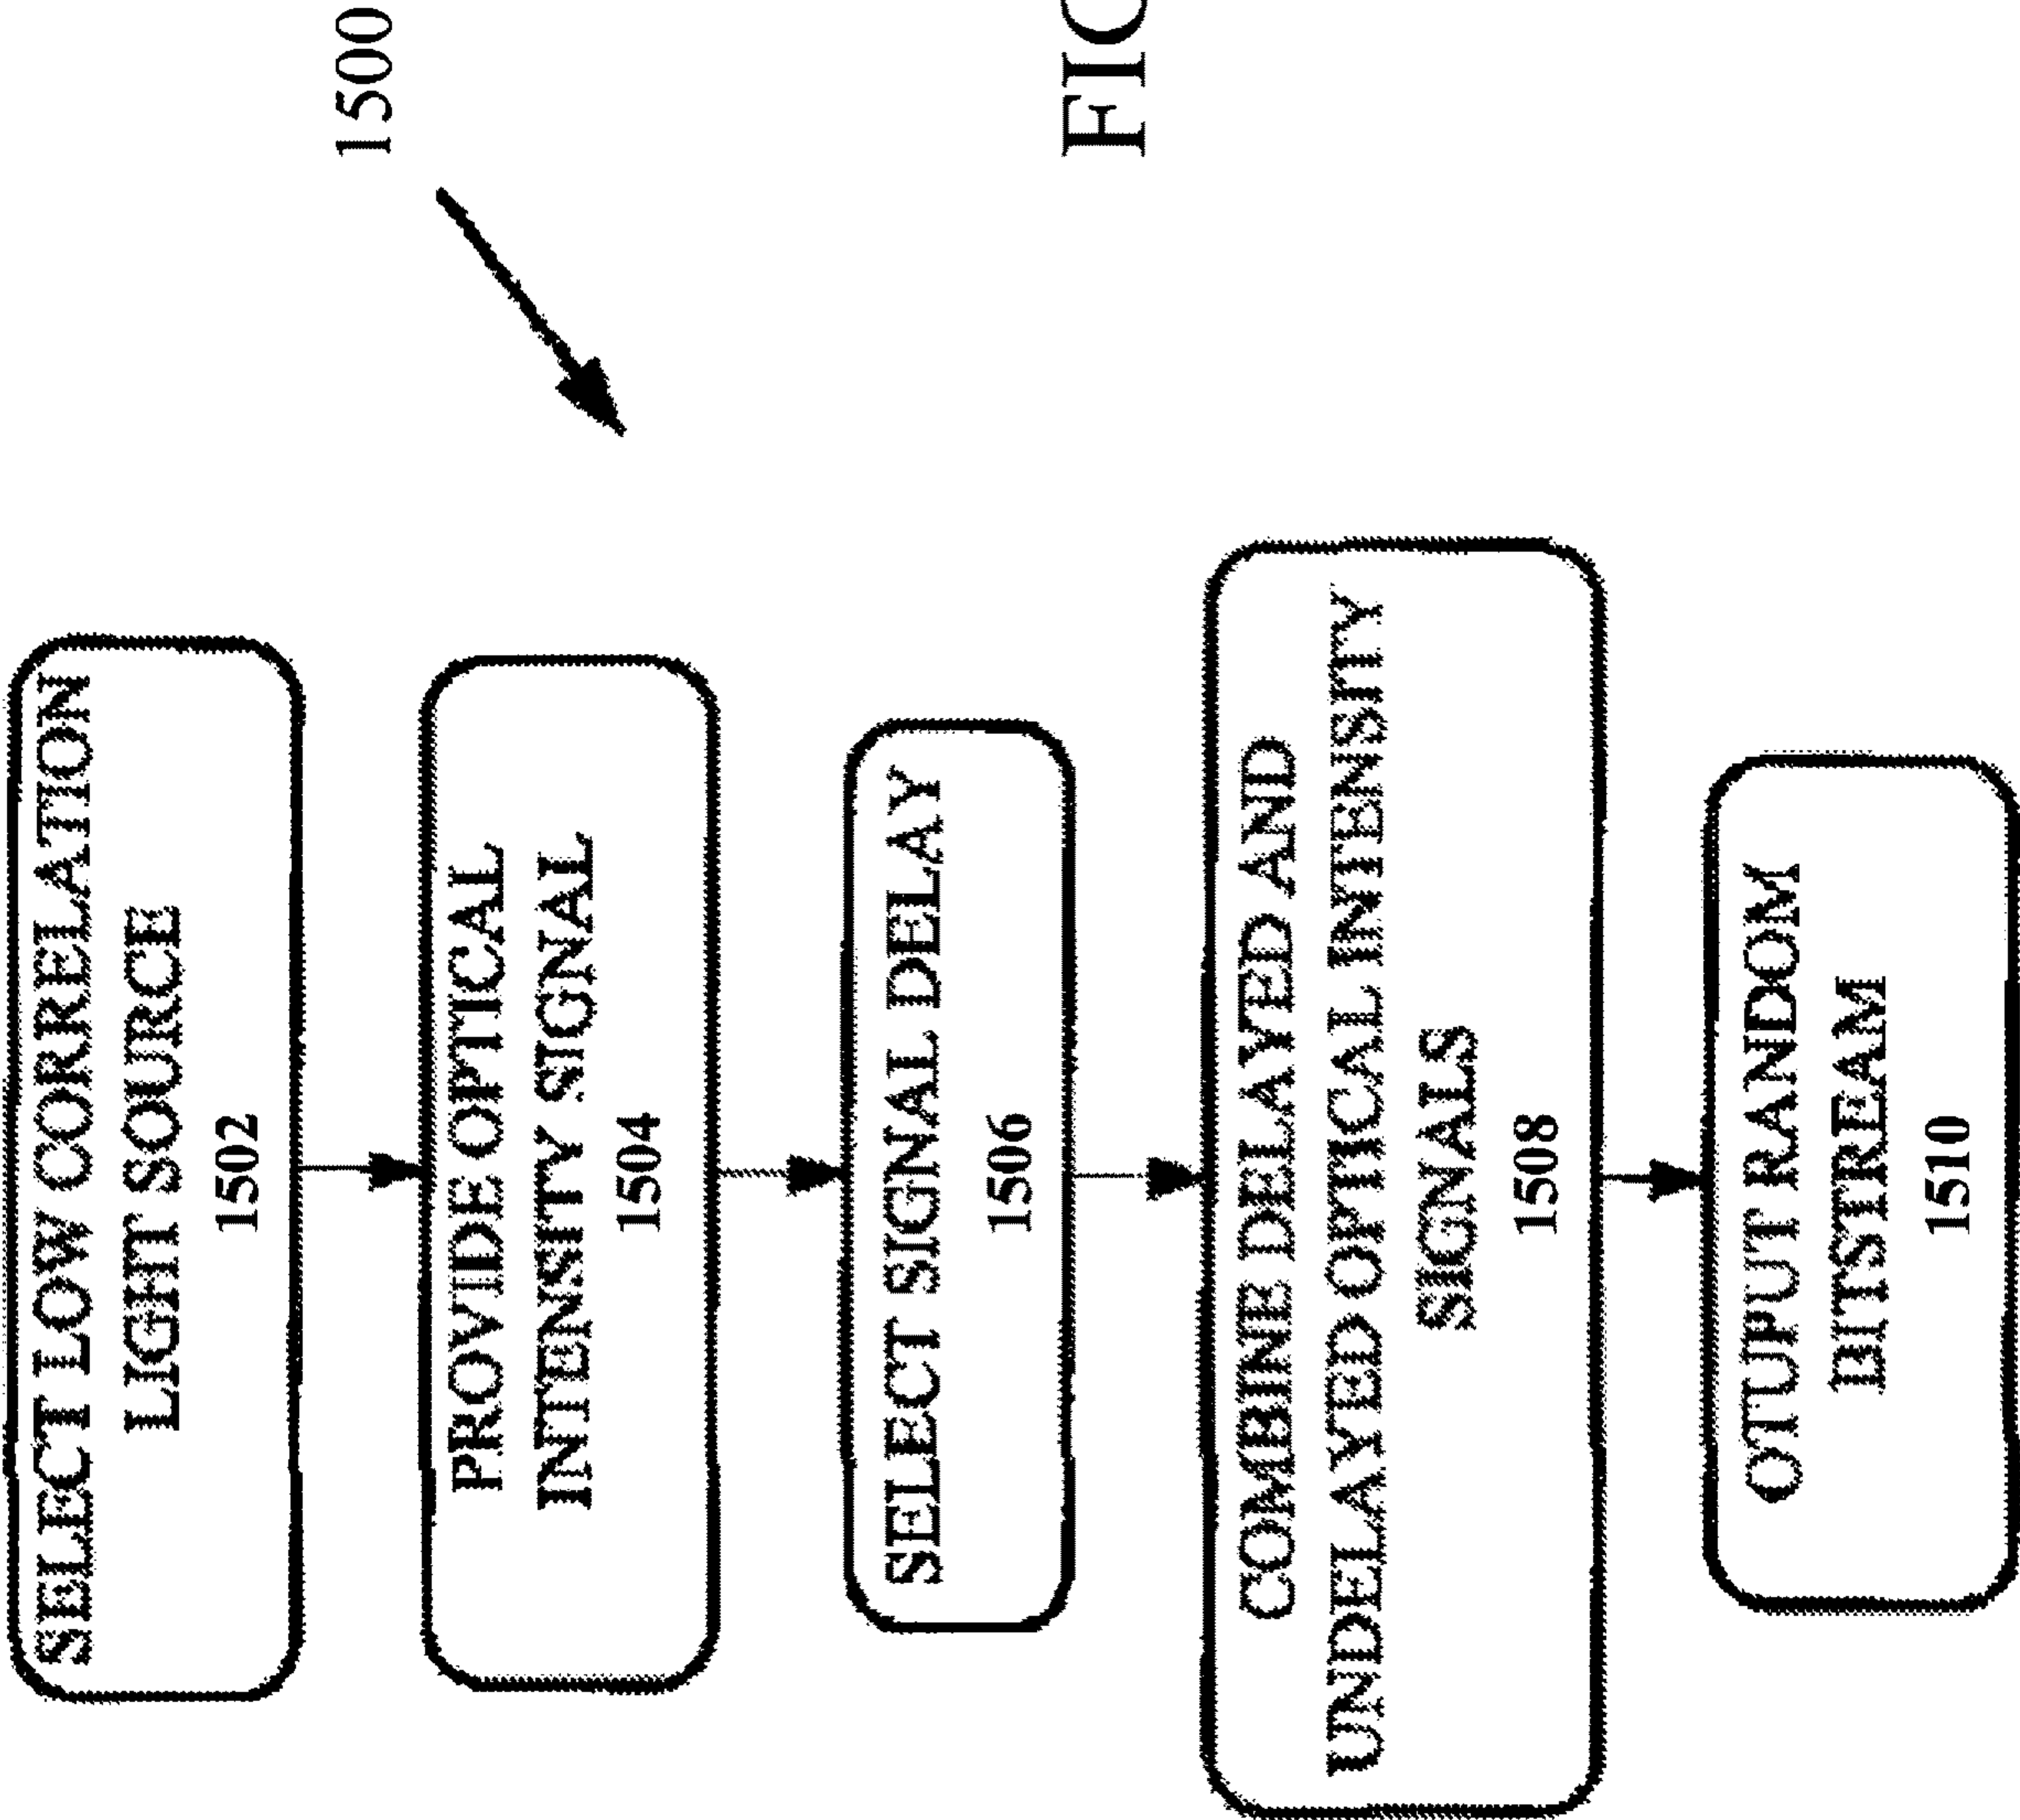 1500
SELECT LOW CORRELATION
LIGHT SOURCE
1502
PROVIDE OPTICAL
INTENSITY SIGNAL
1504
SELECT SIGNAL DELAY
1506
COMBINE DELAYED AND
UNDELAYED OPTICAL INTENSITY
SIGNALS
1508
OTUPUT RANDOM
BITSTREAM
1510